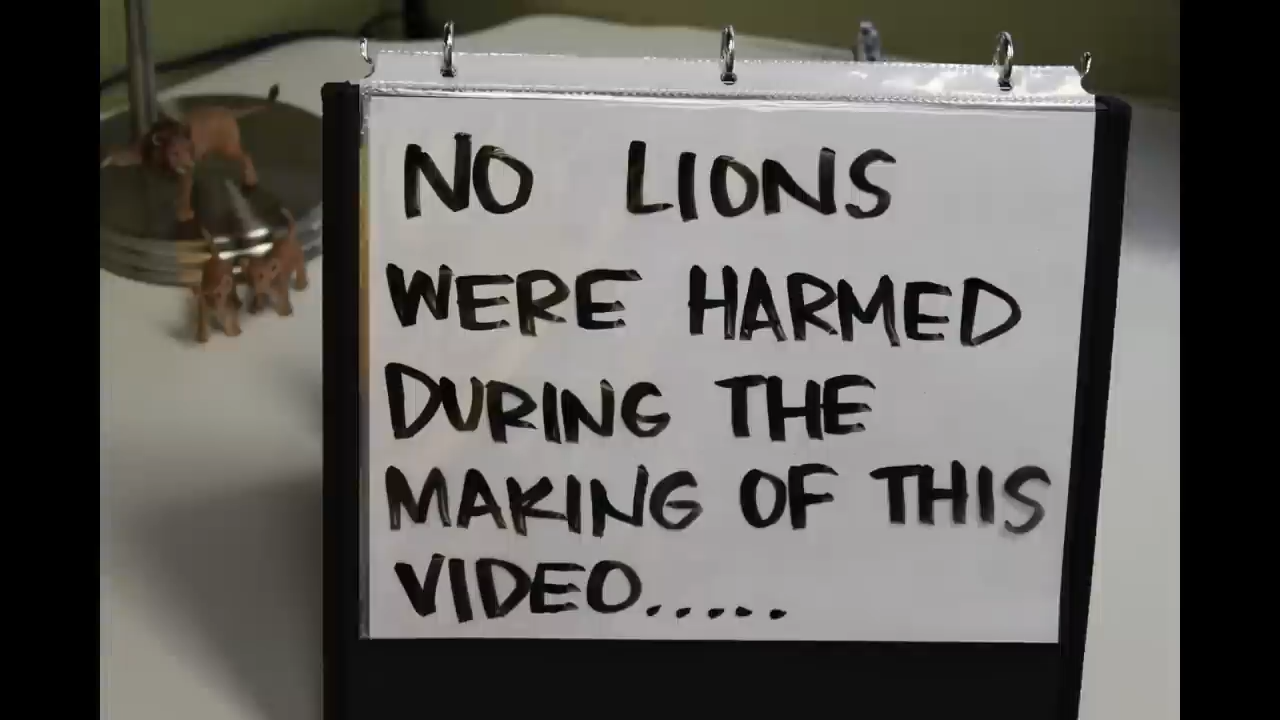 NO LIONS
WERE HARMED
DURING THE
MAKING OF THIS
VIDEO.....